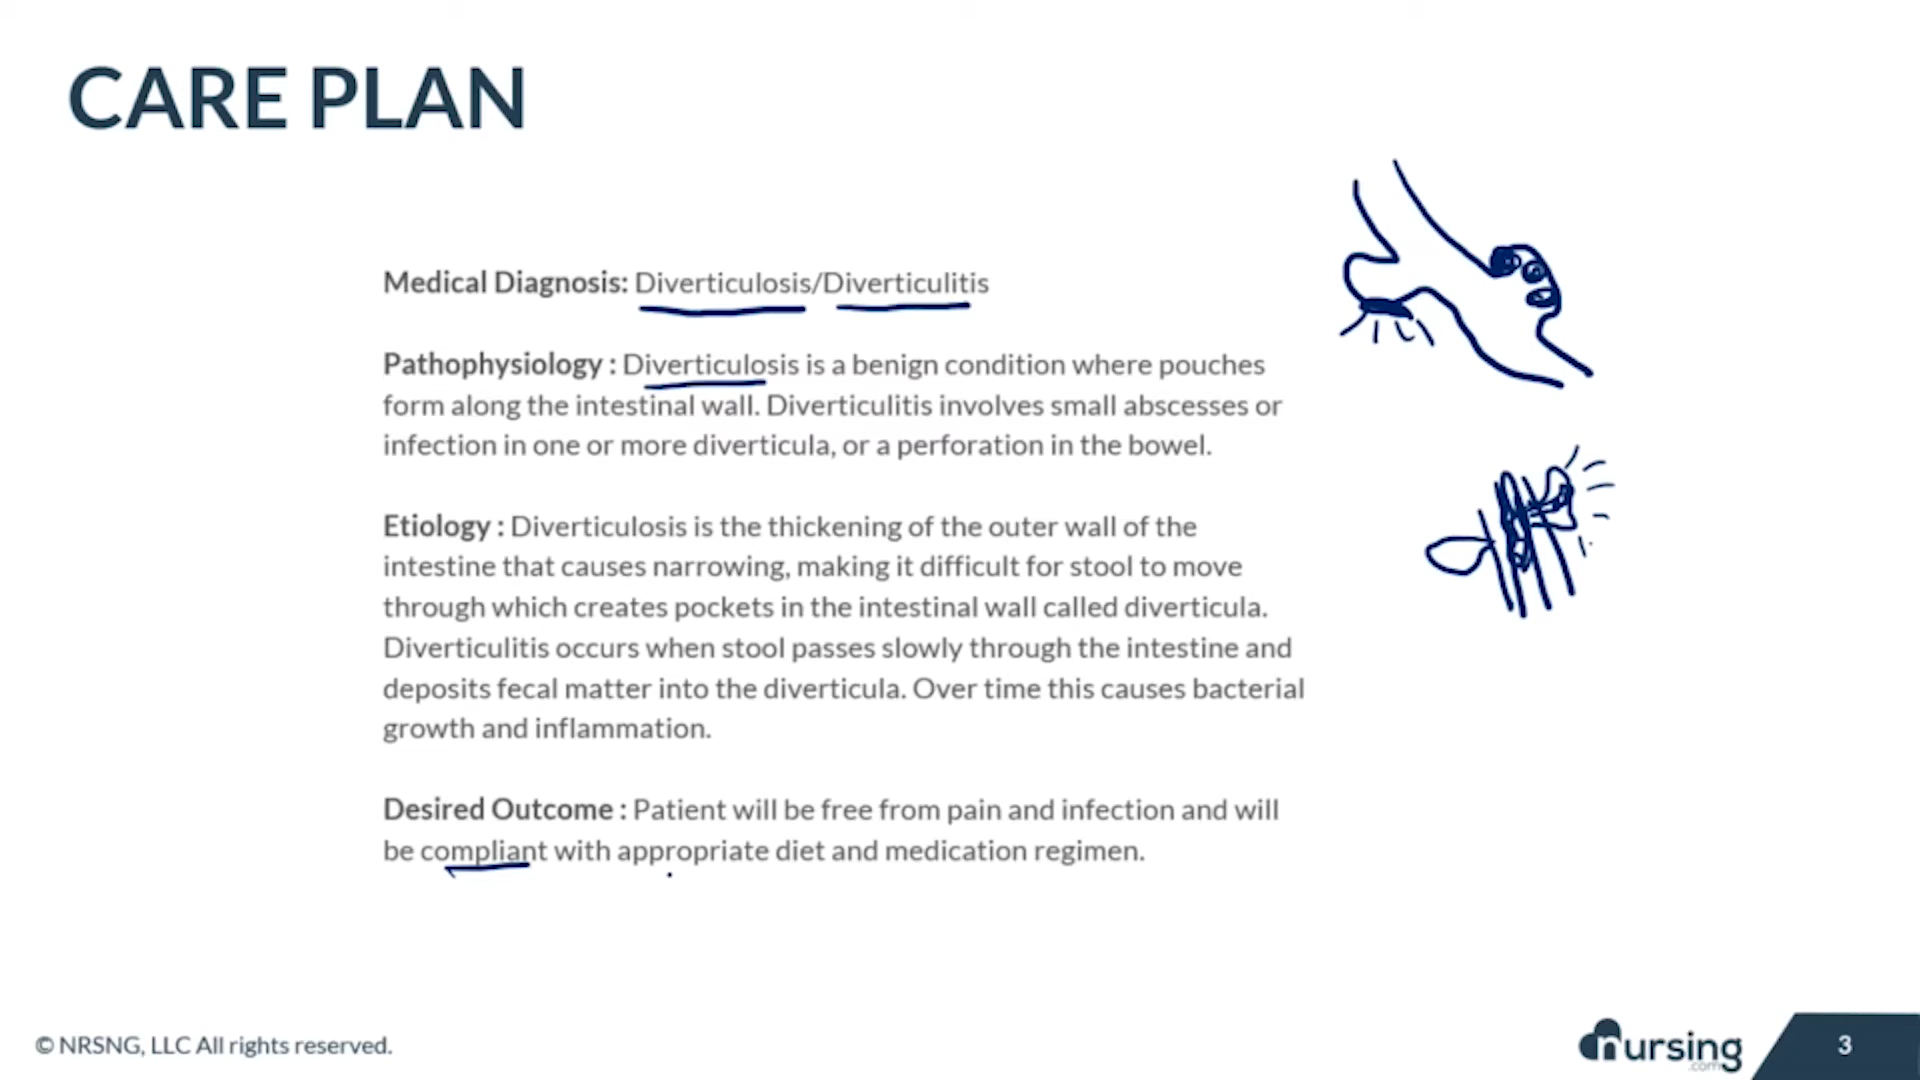 CARE PLAN
Medical Diagnosis: Diverticulosis/Diverticulitis
Pathophysiology : Diverticulosis is a benign condition where pouches
form along the intestinal wall. Diverticulitis involves small abscesses or
infection in one or more diverticula, or a perforation in the bowel.
Etiology : Diverticulosis is the thickening of the outer wall of the
intestine that causes narrowing, making it difficult for stool to move
through which creates pockets in the intestinal wall called diverticula.
Diverticulitis occurs when stool passes slowly through the intestine and
deposits fecal matter into the diverticula. Over time this causes bacterial
growth and inflammation.
Desired Outcome : Patient will be free from pain and infection and will
be compliant with appropriate diet and medication regimen.
© NRSNG, LLC All rights reserved.
nursing
.com
3